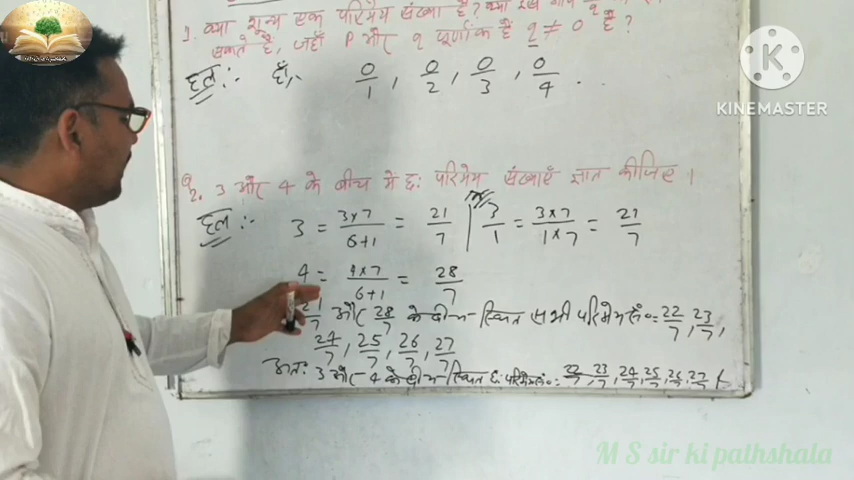 1. क्या शून्य एक परिमेय संख्या है? क्या इसे
सकते हैं, जहाँ P और q पूर्णांक हैं q ≠ 0 है?
हल:- हाँ, 0/1, 0/2, 0/3, 0/4 .
Q2. 3 और 4 के बीच में छः परिमेय संख्याएँ ज्ञात कीजिए।
हल:- 3 = 3×7/6+1 = 21/7 | 3/1 = 3×7/1×7 = 21/7
4 = 4×7/6+1 = 28/7
21/7 और 28/7 के बीच स्थित सभी परिमेय सं० = 22/7, 23/7,
24/7, 25/7, 26/7, 27/7
अतः 3 और 4 के बीच स्थित छः परिमेय सं० = 22/7, 23/7, 24/7, 25/7, 26/7, 27/7
KINEMASTER
M S sir ki pathshala